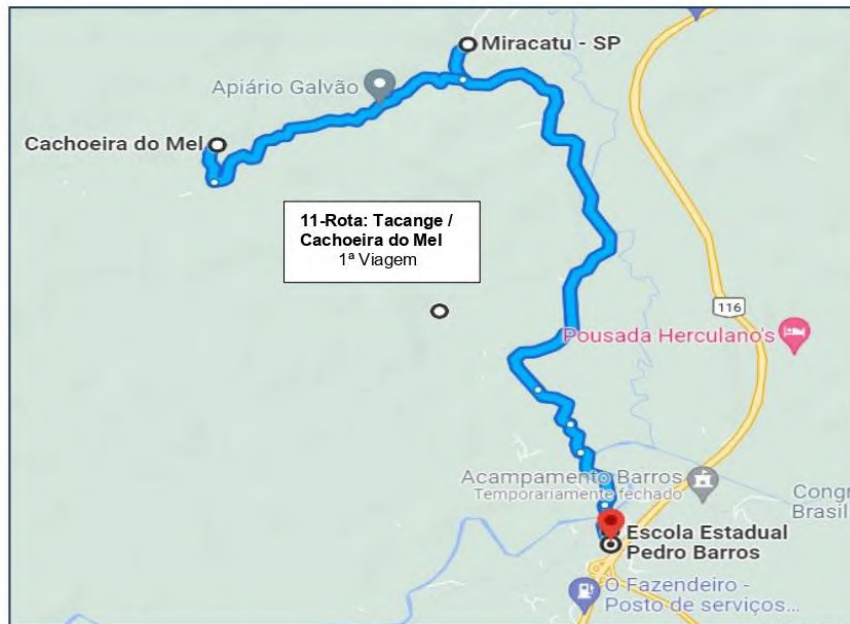 Miracatu - SP
Apiário Galvão
Cachoeira do Mel
11-Rota: Tacange /
Cachoeira do Mel
1ª Viagem
116
Pousada Herculano's
Acampamento Barros
Temporariamente fechado
Congr
Brasil
Escola Estadual
Pedro Barros
O Fazendeiro -
Posto de serviços...